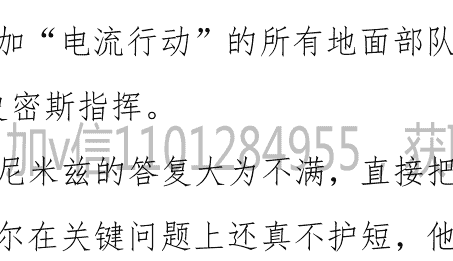 加“电流行动”的所有地面部队
密斯指挥。
加v信1101284955 获
尼米兹的答复大为不满，直接把
尔在关键问题上还真不护短，他